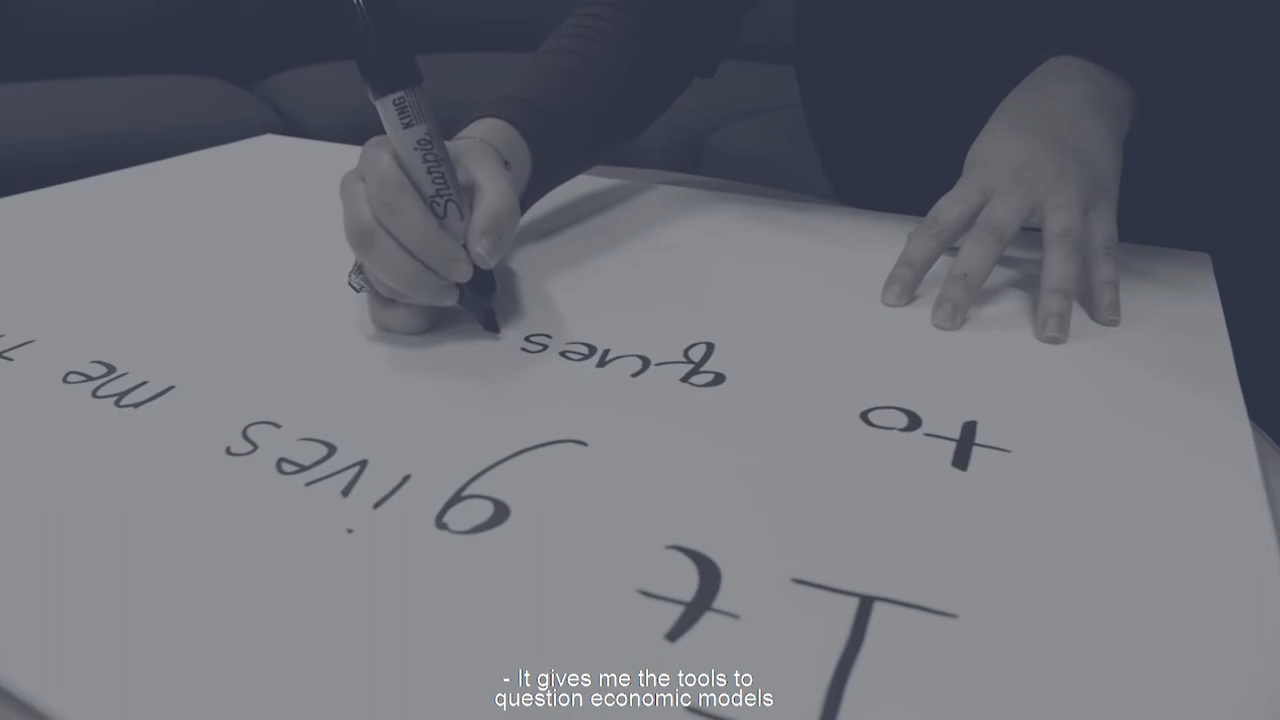 It gives me
to ques
Sharpie KING
- It gives me the tools to
question economic models